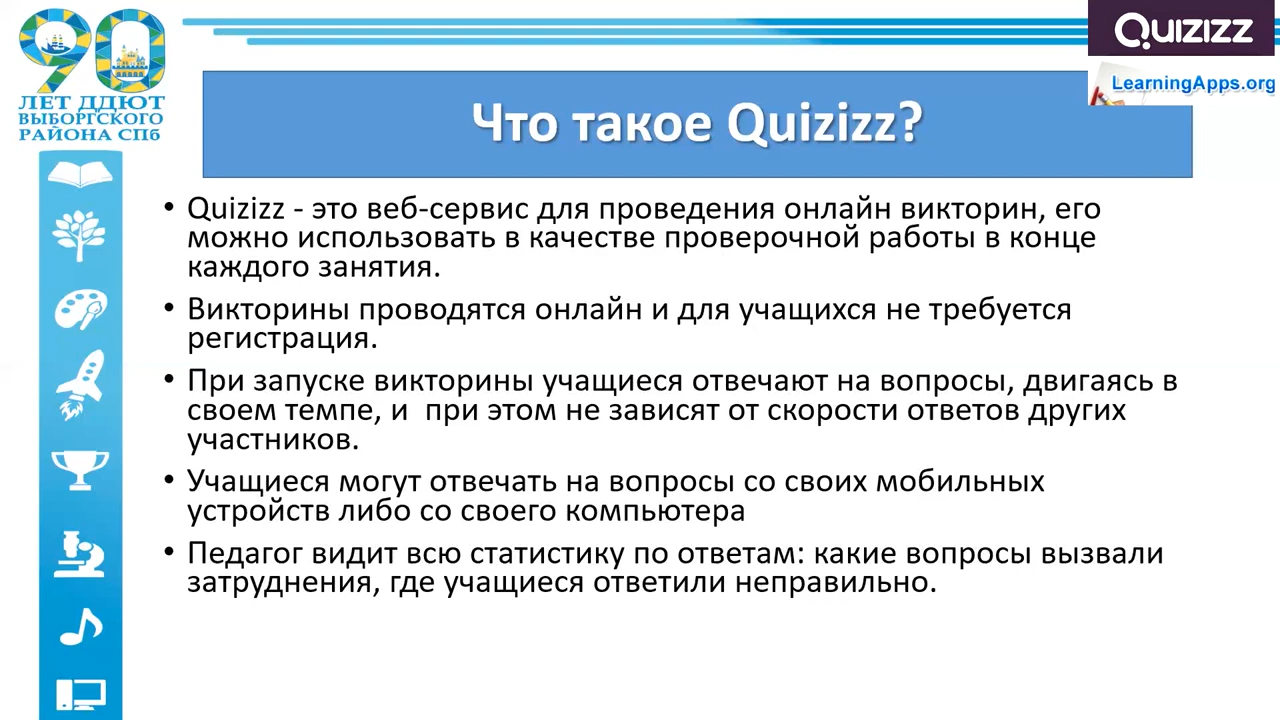 90
ЛЕТ ДДЮТ
ВЫБОРГСКОГО
РАЙОНА СПб
Quizizz
LearningApps.org
Что такое Quizizz?
• Quizizz - это веб-сервис для проведения онлайн викторин, его
можно использовать в качестве проверочной работы в конце
каждого занятия.
• Викторины проводятся онлайн и для учащихся не требуется
регистрация.
• При запуске викторины учащиеся отвечают на вопросы, двигаясь в
своем темпе, и  при этом не зависят от скорости ответов других
участников.
• Учащиеся могут отвечать на вопросы со своих мобильных
устройств либо со своего компьютера
• Педагог видит всю статистику по ответам: какие вопросы вызвали
затруднения, где учащиеся ответили неправильно.